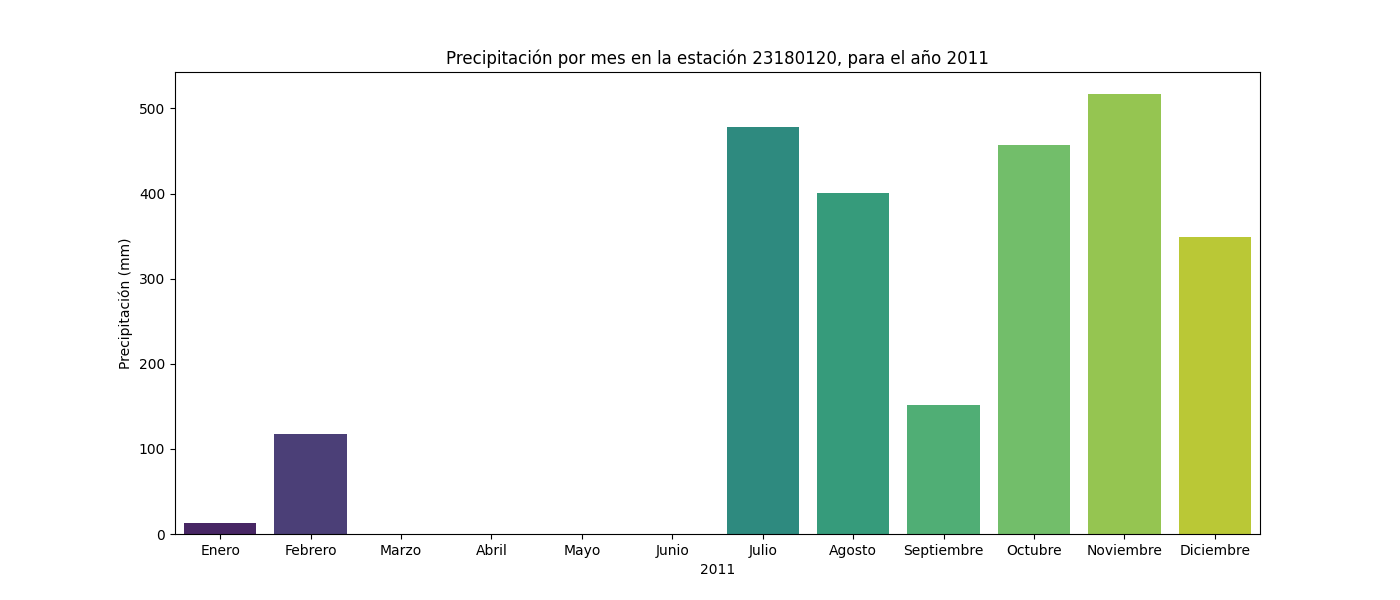 Precipitación por mes en la estación 23180120, para el año 2011
Precipitación (mm)
500
400
300
200
100
0
Enero Febrero Marzo Abril Mayo Junio Julio Agosto Septiembre Octubre Noviembre Diciembre
2011